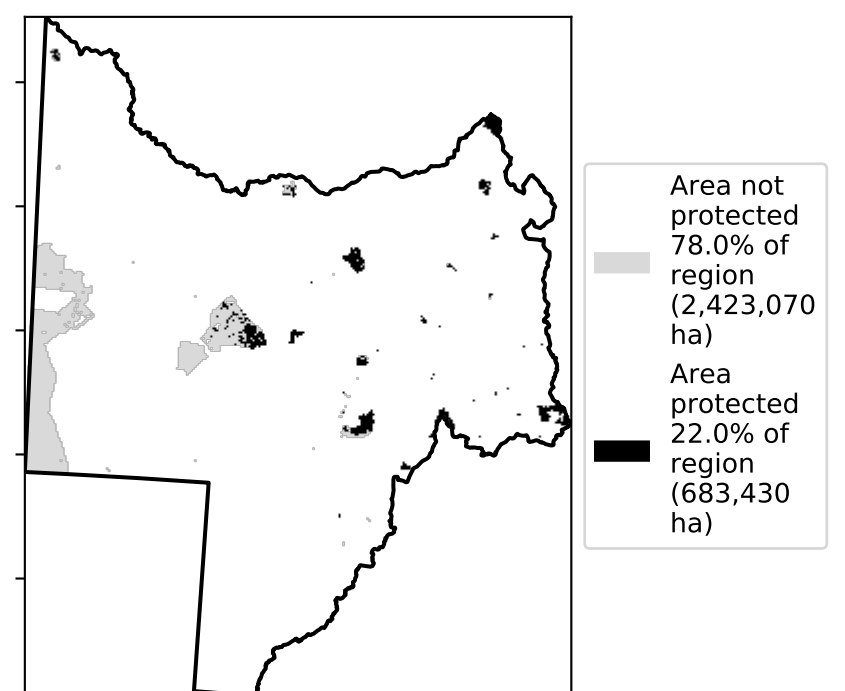 Area not
protected
78.0% of
region
(2,423,070
ha)
Area
protected
22.0% of
region
(683,430
ha)